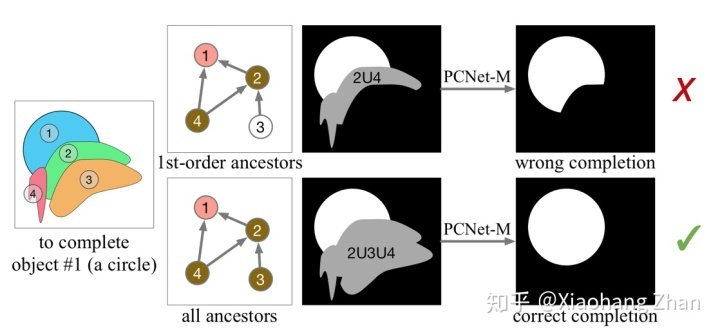 1
2
3
4
to complete
object #1 (a circle)
1
2
4
3
1st-order ancestors
2U4
PCNet-M
wrong completion
X
1
2
4
3
all ancestors
2U3U4
PCNet-M
correct completion
知乎 @Xiaohang Zhan